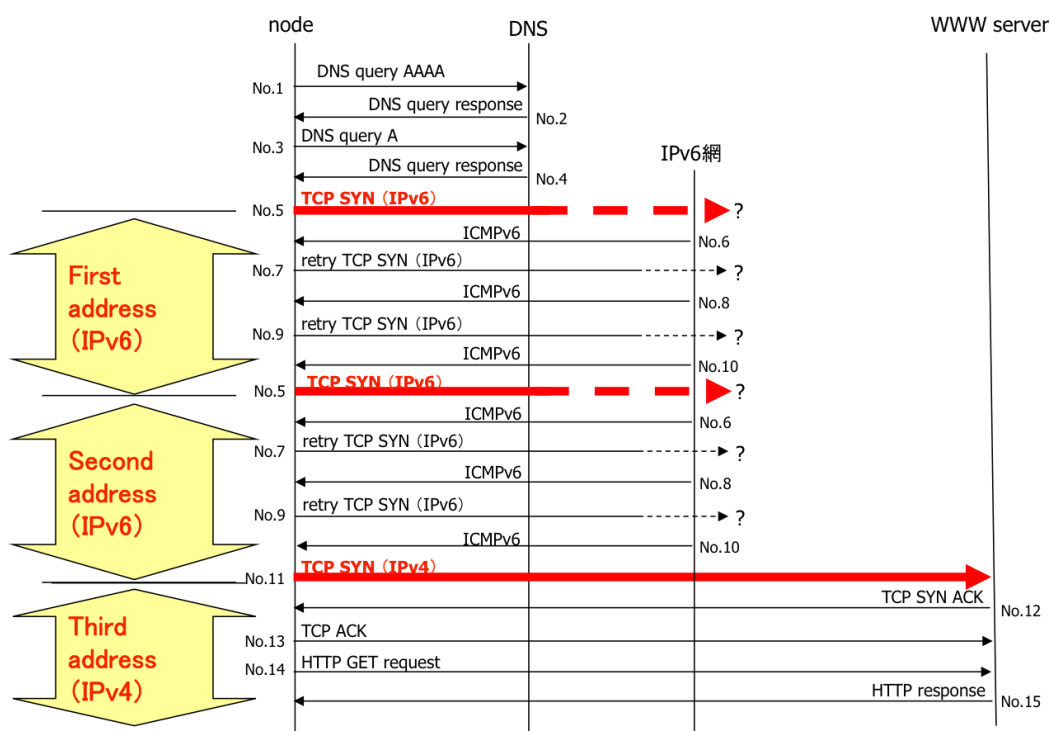 node
DNS
WWW server
DNS query AAAA
No.1
DNS query response
No.2
DNS query A
No.3
IPv6網
DNS query response
No.4
TCP SYN (IPv6)
No.5
?
ICMPv6
No.6
First
address
(IPv6)
retry TCP SYN (IPv6)
No.7
?
ICMPv6
No.8
retry TCP SYN (IPv6)
No.9
?
ICMPv6
No.10
TCP SYN (IPv6)
No.5
?
ICMPv6
No.6
Second
address
(IPv6)
retry TCP SYN (IPv6)
No.7
?
ICMPv6
No.8
retry TCP SYN (IPv6)
No.9
?
ICMPv6
No.10
TCP SYN (IPv4)
No.11
TCP SYN ACK
No.12
Third
address
(IPv4)
TCP ACK
No.13
HTTP GET request
No.14
HTTP response
No.15